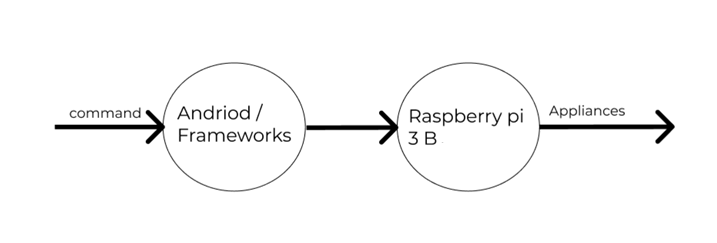 command
Andriod /
Frameworks
Raspberry pi
3 B
Appliances